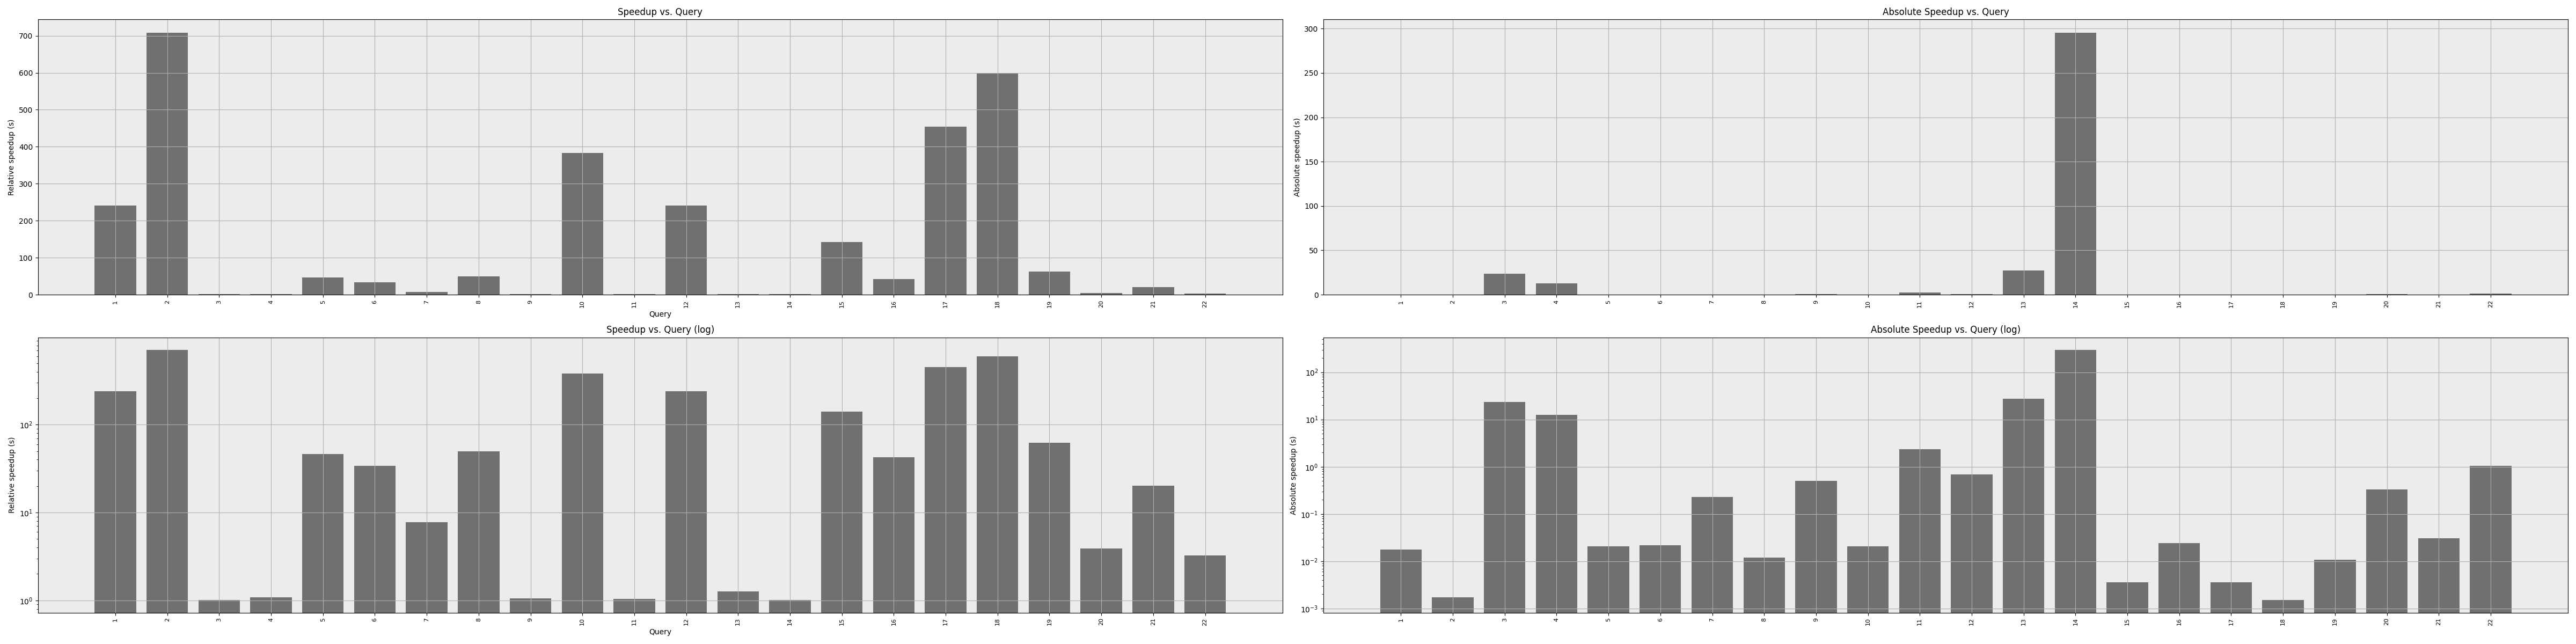 Speedup vs. Query
Relative speedup (s)
700
600
500
400
300
200
100
0
1 2 3 4 5 6 7 8 9 10 11 12 13 14 15 16 17 18 19 20 21 22
Query
Absolute Speedup vs. Query
Absolute speedup (s)
300
250
200
150
100
50
0
1 2 3 4 5 6 7 8 9 10 11 12 13 14 15 16 17 18 19 20 21 22
Speedup vs. Query (log)
Relative speedup (s)
10²
10¹
10⁰
1 2 3 4 5 6 7 8 9 10 11 12 13 14 15 16 17 18 19 20 21 22
Query
Absolute Speedup vs. Query (log)
Absolute speedup (s)
10²
10¹
10⁰
10⁻¹
10⁻²
10⁻³
1 2 3 4 5 6 7 8 9 10 11 12 13 14 15 16 17 18 19 20 21 22